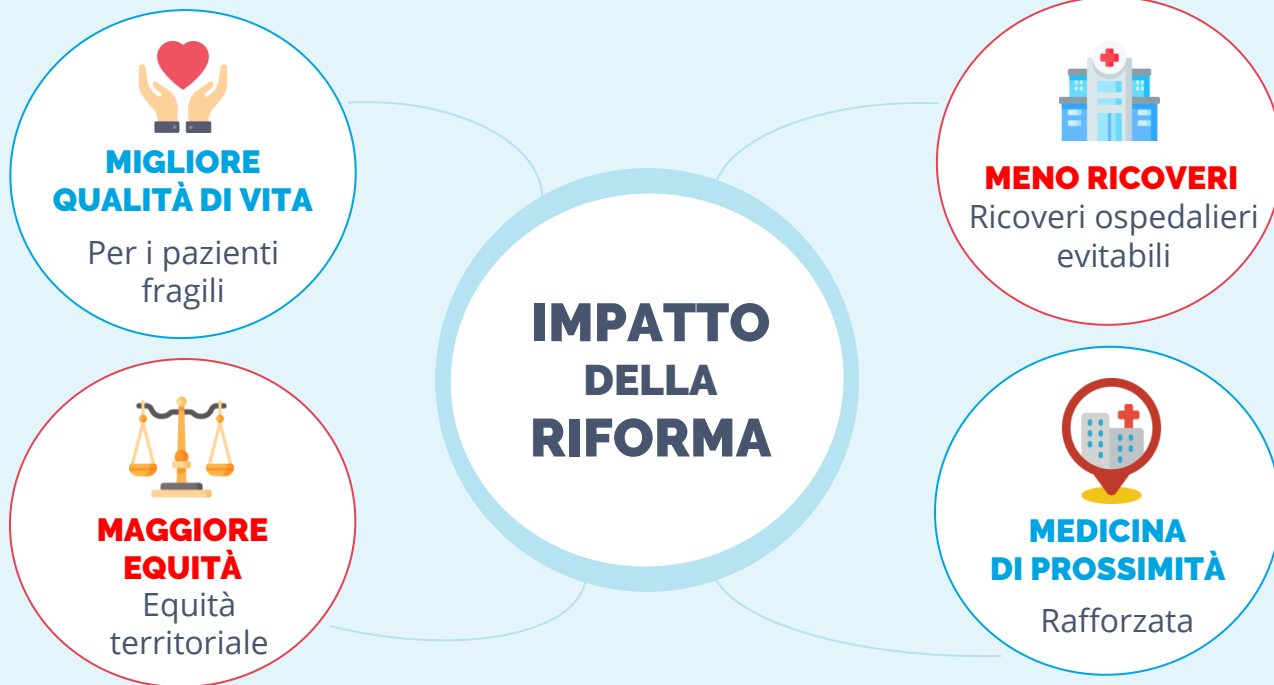 MIGLIORE
QUALITÀ DI VITA
Per i pazienti
fragili
MENO RICOVERI
Ricoveri ospedalieri
evitabili
IMPATTO
DELLA
RIFORMA
MAGGIORE
EQUITÀ
Equità
territoriale
MEDICINA
DI PROSSIMITÀ
Rafforzata